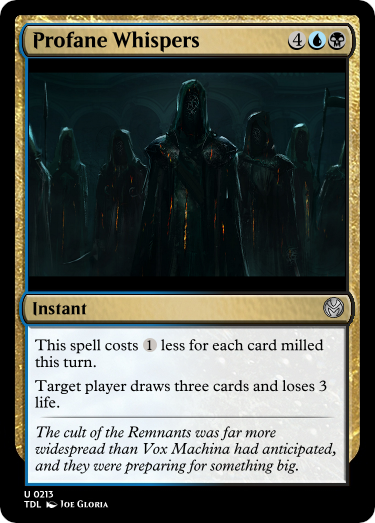 Profane Whispers 4
Instant
This spell costs 1 less for each card milled
this turn.
Target player draws three cards and loses 3
life.
The cult of the Remnants was far more
widespread than Vox Machina had anticipated,
and they were preparing for something big.
U 0213
TDL Joe Gloria